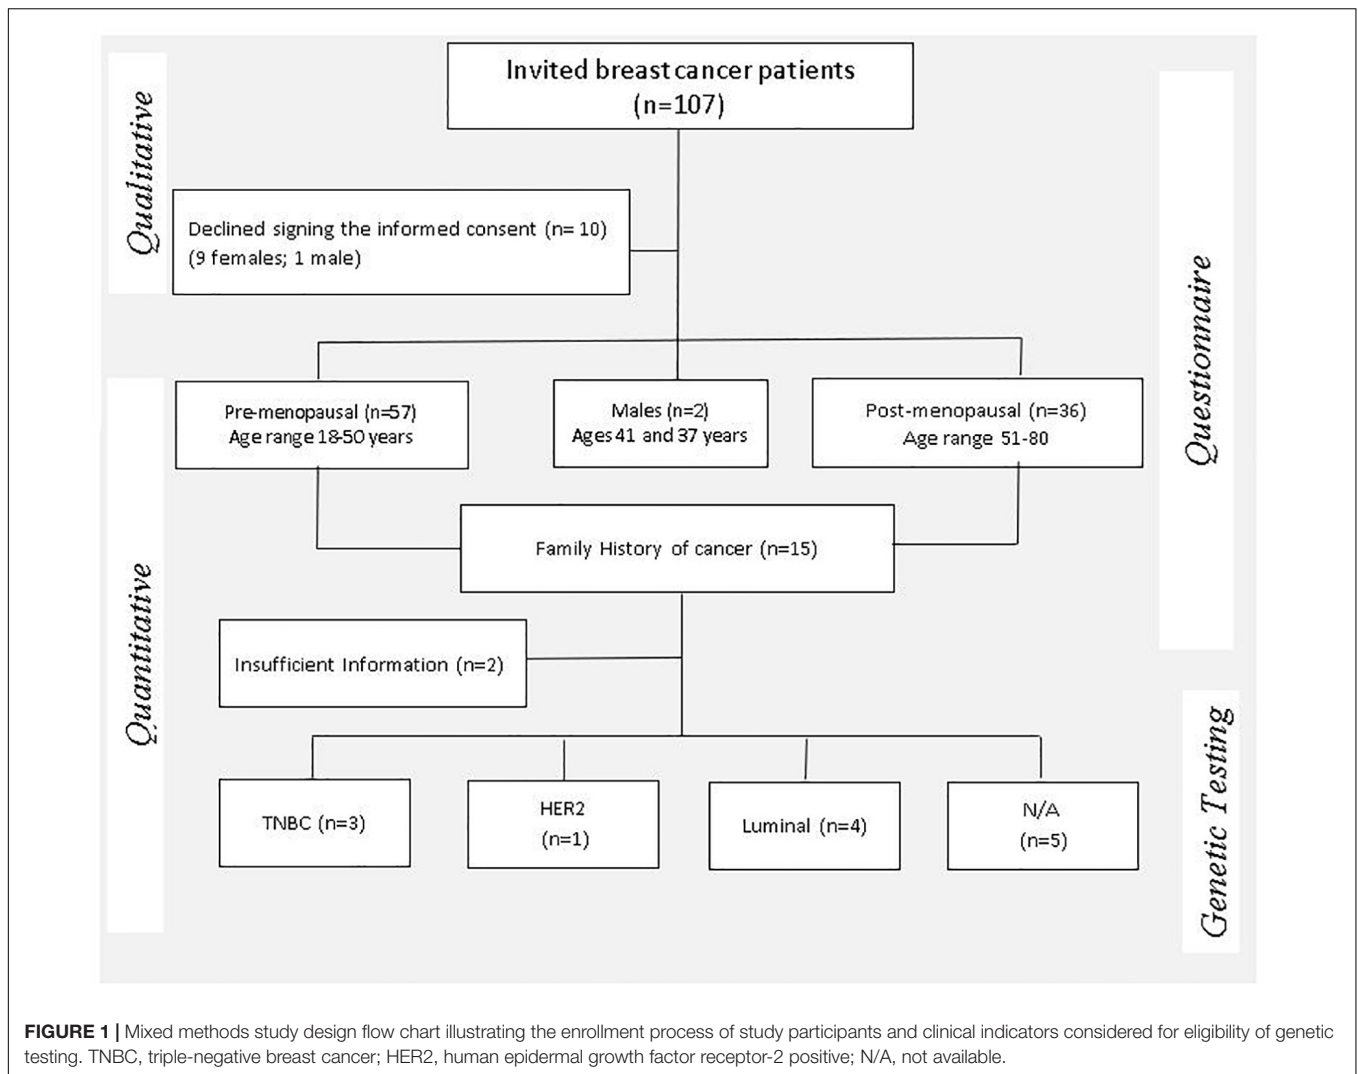 Invited breast cancer patients
(n=107)
Qualitative
Declined signing the informed consent (n= 10)
(9 females; 1 male)
Questionnaire
Pre-menopausal (n=57)
Age range 18-50 years
Males (n=2)
Ages 41 and 37 years
Post-menopausal (n=36)
Age range 51-80
Quantitative
Family History of cancer (n=15)
Insufficient Information (n=2)
Genetic Testing
TNBC (n=3)
HER2
(n=1)
Luminal (n=4)
N/A
(n=5)
FIGURE 1 | Mixed methods study design flow chart illustrating the enrollment process of study participants and clinical indicators considered for eligibility of genetic
testing. TNBC, triple-negative breast cancer; HER2, human epidermal growth factor receptor-2 positive; N/A, not available.